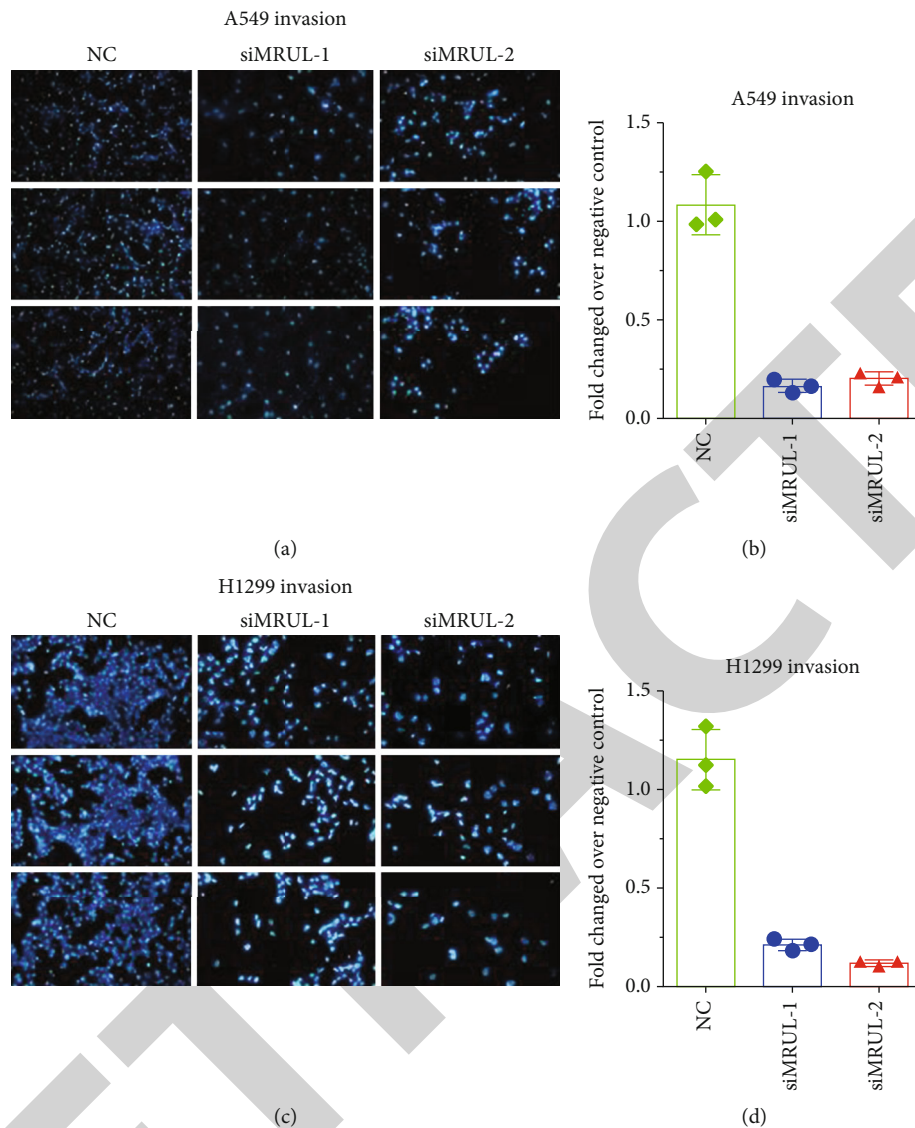 A549 invasion
NC siMRUL-1 siMRUL-2
(a)
A549 invasion
Fold changed over negative control
1.5
1.0
0.5
0.0
NC
siMRUL-1
siMRUL-2
(b)
H1299 invasion
NC siMRUL-1 siMRUL-2
(c)
H1299 invasion
Fold changed over negative control
1.5
1.0
0.5
0.0
NC
siMRUL-1
siMRUL-2
(d)